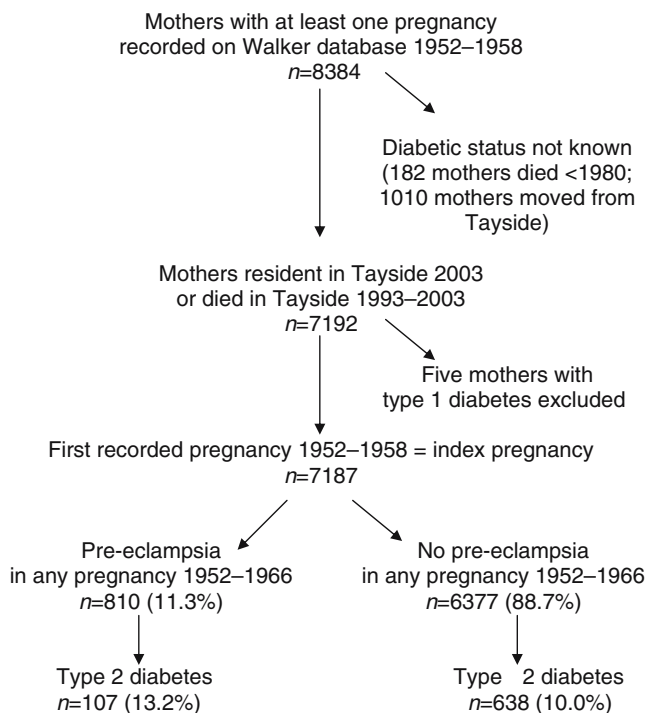 Mothers with at least one pregnancy
recorded on Walker database 1952–1958
n=8384
Diabetic status not known
(182 mothers died <1980;
1010 mothers moved from
Tayside)
Mothers resident in Tayside 2003
or died in Tayside 1993–2003
n=7192
Five mothers with
type 1 diabetes excluded
First recorded pregnancy 1952–1958 = index pregnancy
n=7187
Pre-eclampsia
in any pregnancy 1952–1966
n=810 (11.3%)
No pre-eclampsia
in any pregnancy 1952–1966
n=6377 (88.7%)
Type 2 diabetes
n=107 (13.2%)
Type 2 diabetes
n=638 (10.0%)